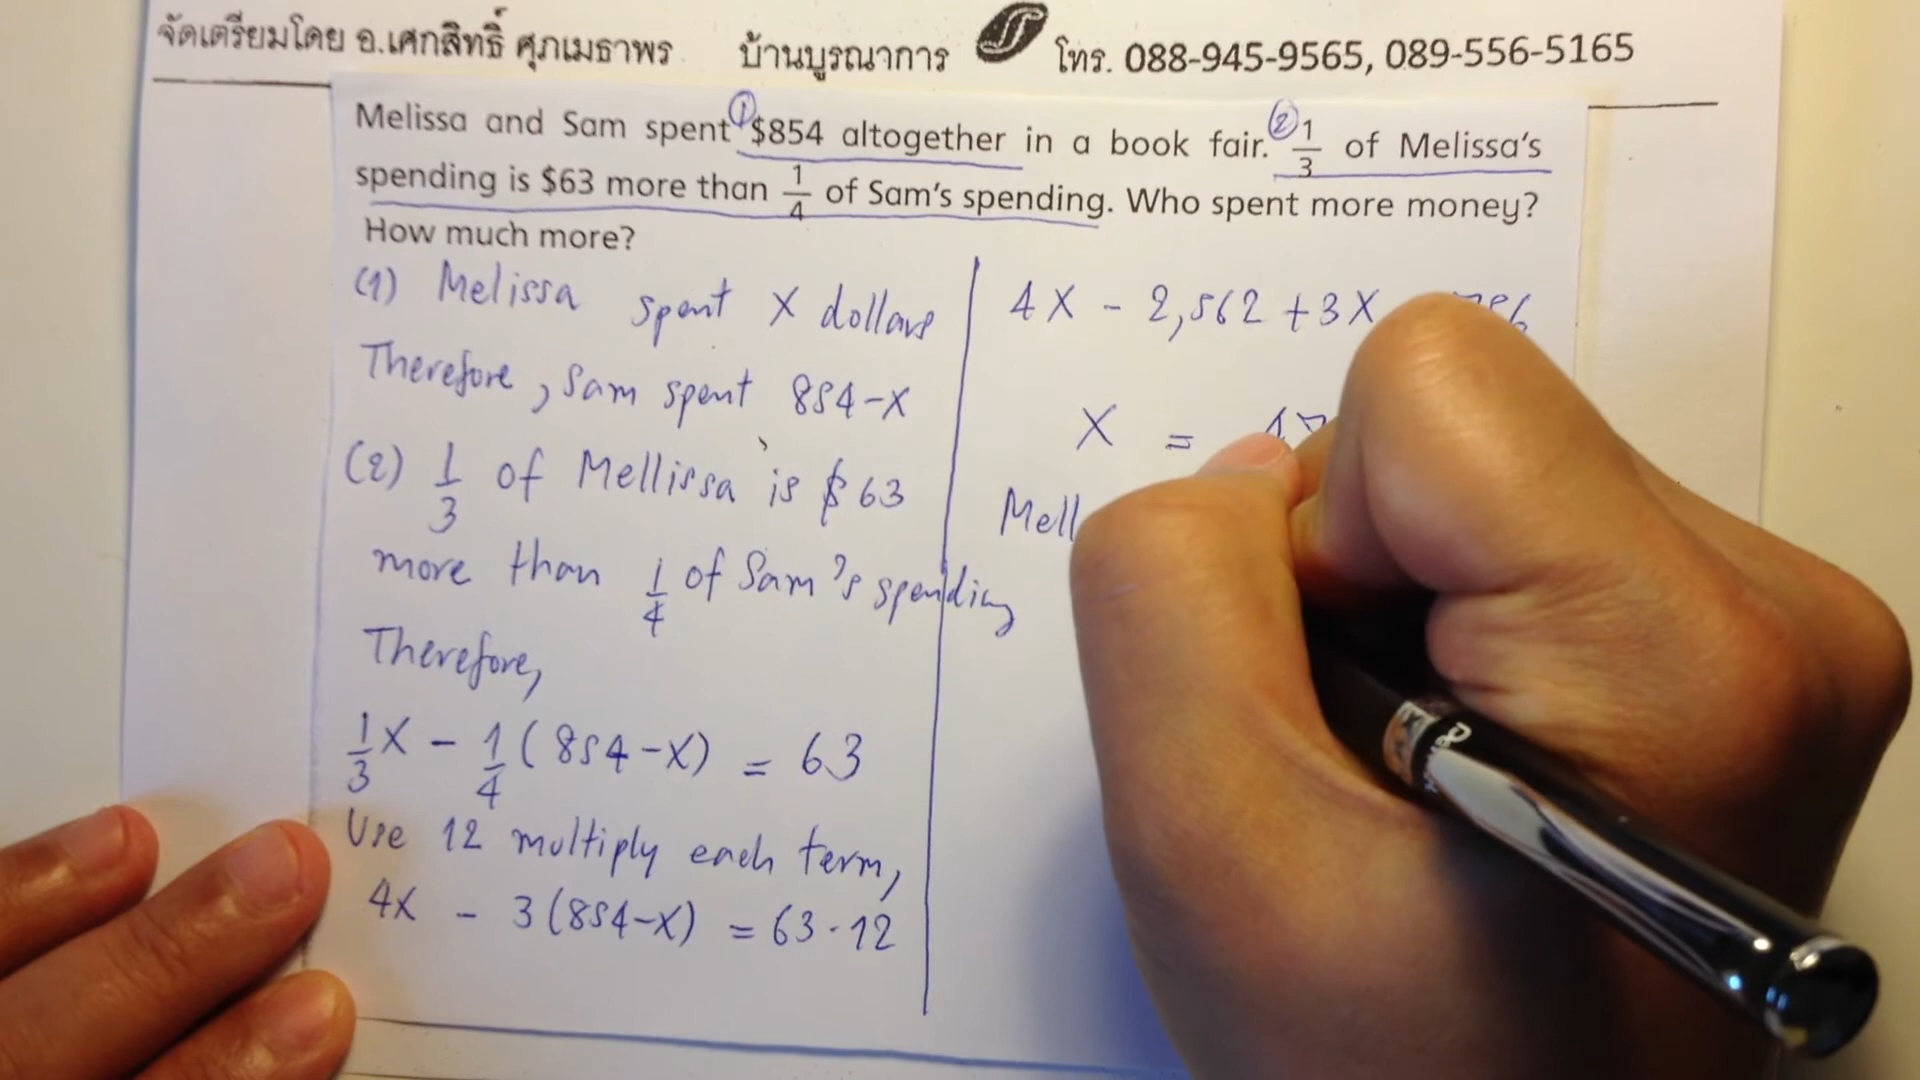 จัดเตรียมโดย อ.เศกสิทธิ์ ศุภเมธาพร บ้านบูรณาการ โทร. 088-945-9565, 089-556-5165
Melissa and Sam spent ① $854 altogether in a book fair. ② 1/3 of Melissa's
spending is $63 more than 1/4 of Sam's spending. Who spent more money?
How much more?
(1) Melissa spent X dollars
Therefore, Sam spent 854-X
(2) 1/3 of Mellissa is $63
more than 1/4 of Sam's spending
Therefore,
1/3 X - 1/4 (854-X) = 63
Use 12 multiply each term,
4X - 3(854-X) = 63·12
4X - 2,562 + 3X
X =
Mell